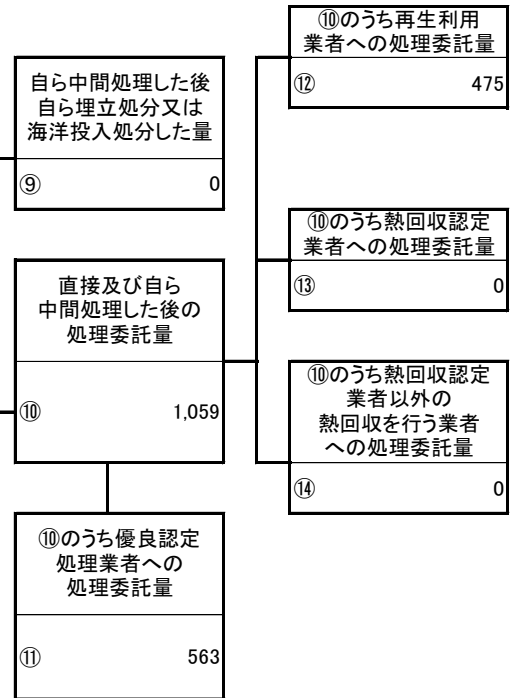 自ら中間処理した後
自ら埋立処分又は
海洋投入処分した量
⑨ 0
直接及び自ら
中間処理した後の
処理委託量
⑩ 1,059
⑩のうち優良認定
処理業者への
処理委託量
⑪ 563
⑩のうち再生利用
業者への処理委託量
⑫ 475
⑩のうち熱回収認定
業者への処理委託量
⑬ 0
⑩のうち熱回収認定
業者以外の
熱回収を行う業者
への処理委託量
⑭ 0